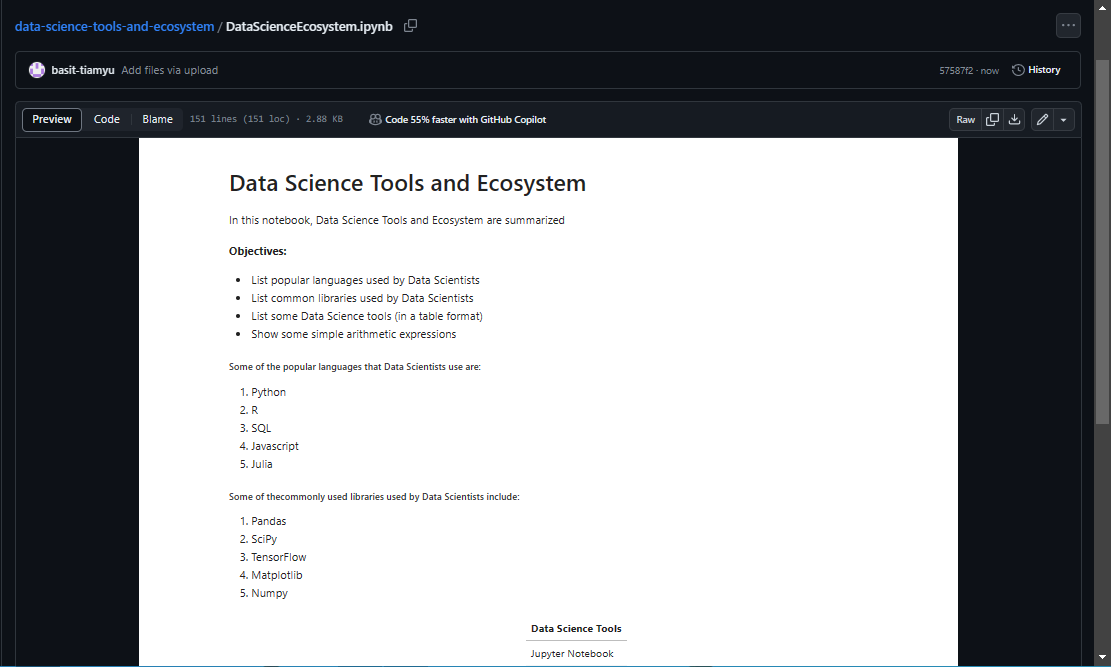 data-science-tools-and-ecosystem / DataScienceEcosystem.ipynb
basit-tiamyu Add files via upload 57587f2 · now History
Preview Code Blame 151 lines (151 loc) · 2.88 KB Code 55% faster with GitHub Copilot Raw
Data Science Tools and Ecosystem
In this notebook, Data Science Tools and Ecosystem are summarized
Objectives:
• List popular languages used by Data Scientists
• List common libraries used by Data Scientists
• List some Data Science tools (in a table format)
• Show some simple arithmetic expressions
Some of the popular languages that Data Scientists use are:
1. Python
2. R
3. SQL
4. Javascript
5. Julia
Some of thecommonly used libraries used by Data Scientists include:
1. Pandas
2. SciPy
3. TensorFlow
4. Matplotlib
5. Numpy
Data Science Tools
Jupyter Notebook